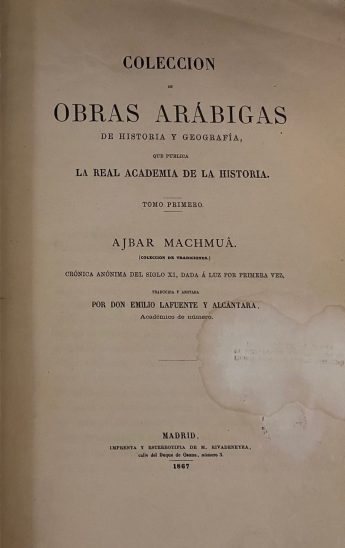 COLECCION
DE
OBRAS ARÁBIGAS
DE HISTORIA Y GEOGRAFÍA,
QUE PUBLICA
LA REAL ACADEMIA DE LA HISTORIA.
TOMO PRIMERO.
AJBAR MACHMUÂ.
(COLECCION DE TRADICIONES.)
CRÓNICA ANÓNIMA DEL SIGLO XI, DADA Á LUZ POR PRIMERA VEZ,
TRADUCIDA Y ANOTADA
POR DON EMILIO LAFUENTE Y ALCÁNTARA,
Académico de número.
MADRID,
IMPRENTA Y ESTEREOTIPIA DE M. RIVADENEYRA,
calle del Duque de Osuna, número 3.
1867